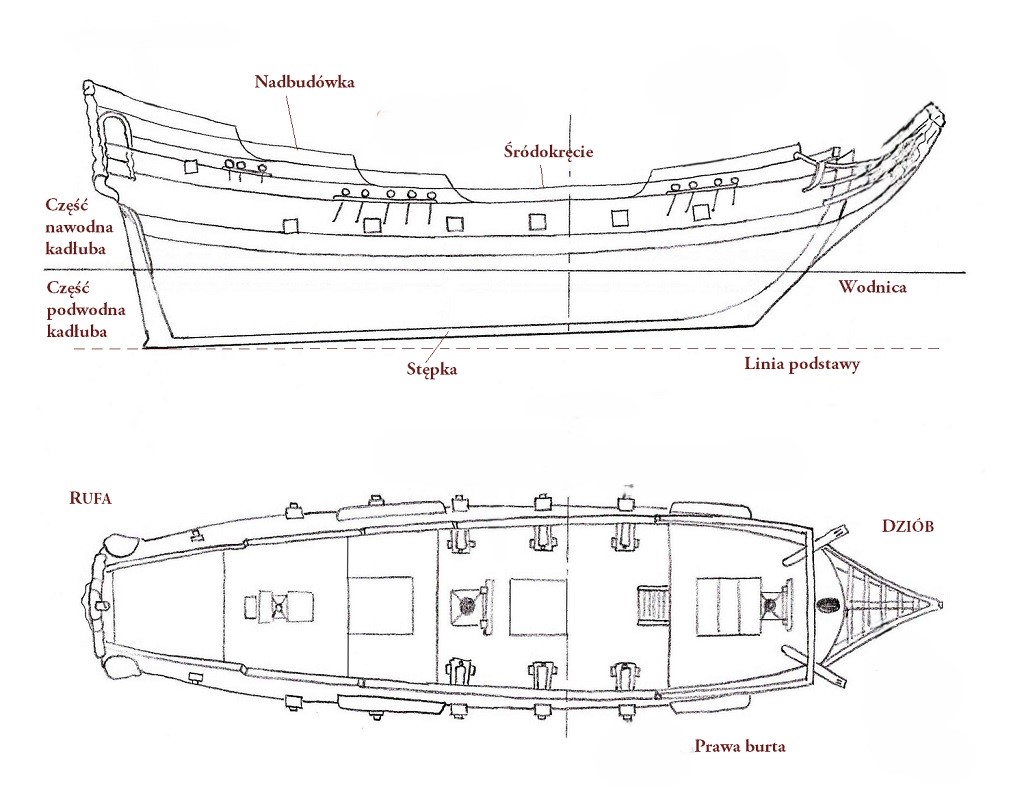 Nadbudówka
Śródokręcie
Część
nawodna
kadłuba
Część
podwodna
kadłuba
Wodnica
Stępka
Linia podstawy
RUFA
DZIÓB
Prawa burta